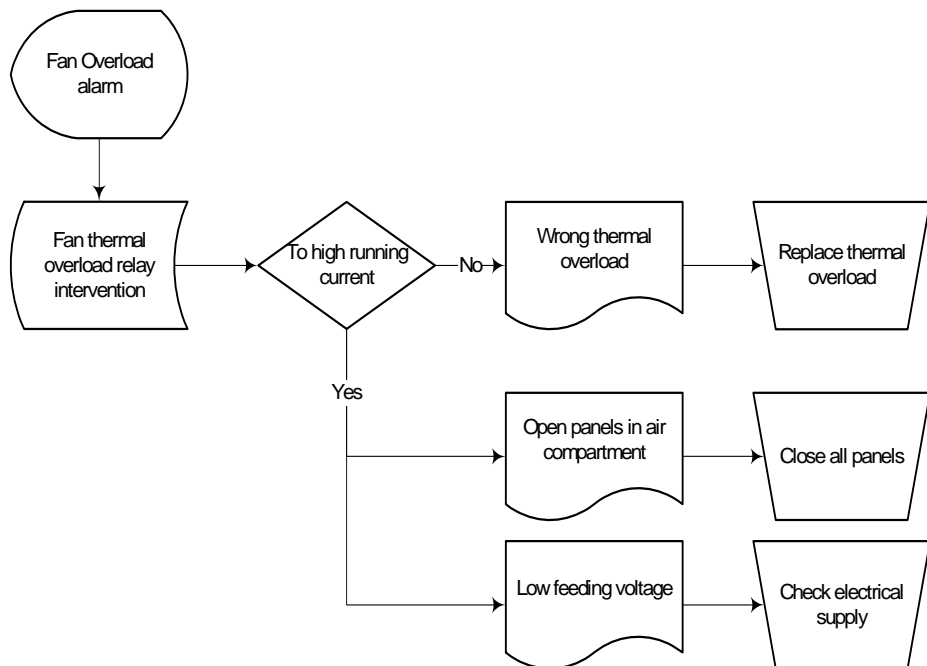 Fan Overload
alarm
Fan thermal
overload relay
intervention
To high running
current
No
Wrong thermal
overload
Replace thermal
overload
Yes
Open panels in air
compartment
Close all panels
Low feeding voltage
Check electrical
supply